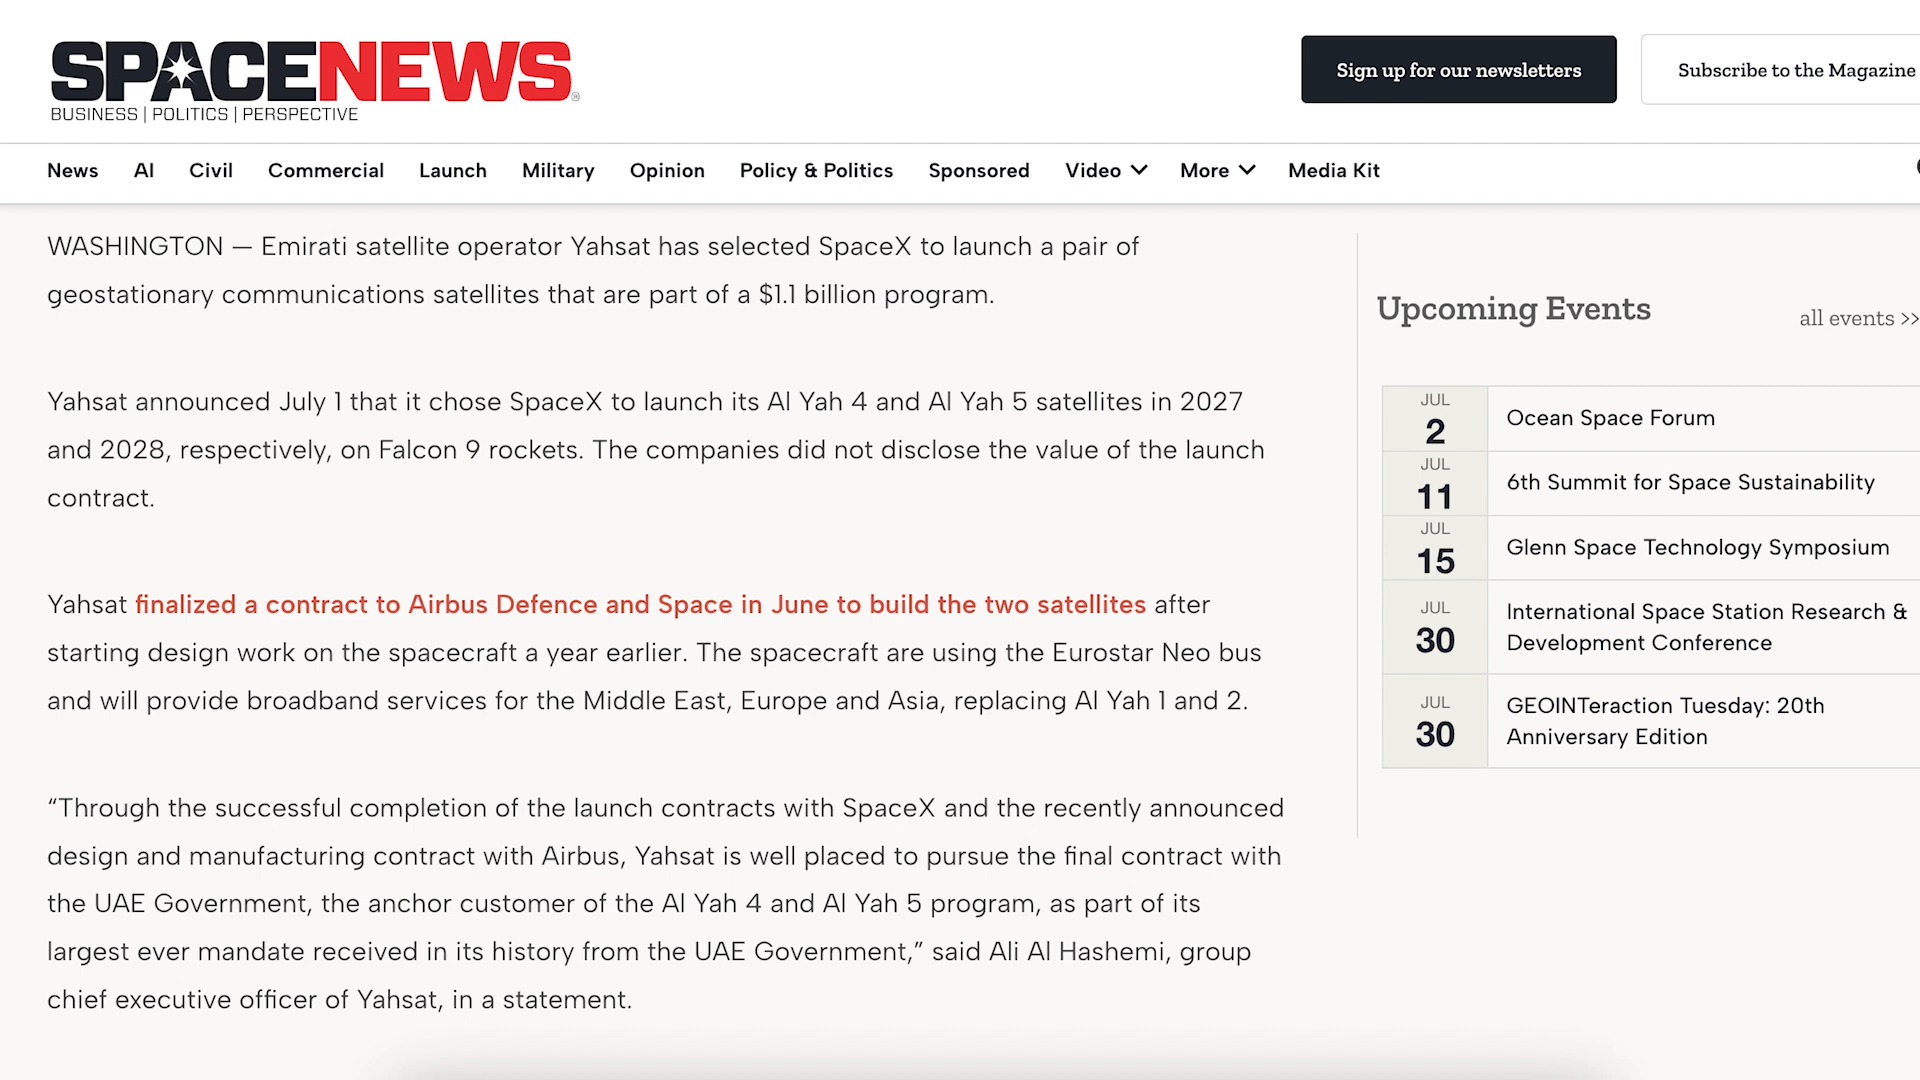 SPACENEWS®
BUSINESS | POLITICS | PERSPECTIVE
Sign up for our newsletters
Subscribe to the Magazine
News AI Civil Commercial Launch Military Opinion Policy & Politics Sponsored Video More Media Kit
WASHINGTON — Emirati satellite operator Yahsat has selected SpaceX to launch a pair of
geostationary communications satellites that are part of a $1.1 billion program.
Yahsat announced July 1 that it chose SpaceX to launch its Al Yah 4 and Al Yah 5 satellites in 2027
and 2028, respectively, on Falcon 9 rockets. The companies did not disclose the value of the launch
contract.
Yahsat finalized a contract to Airbus Defence and Space in June to build the two satellites after
starting design work on the spacecraft a year earlier. The spacecraft are using the Eurostar Neo bus
and will provide broadband services for the Middle East, Europe and Asia, replacing Al Yah 1 and 2.
“Through the successful completion of the launch contracts with SpaceX and the recently announced
design and manufacturing contract with Airbus, Yahsat is well placed to pursue the final contract with
the UAE Government, the anchor customer of the Al Yah 4 and Al Yah 5 program, as part of its
largest ever mandate received in its history from the UAE Government,” said Ali Al Hashemi, group
chief executive officer of Yahsat, in a statement.
Upcoming Events
all events >>
JUL
2
Ocean Space Forum
JUL
11
6th Summit for Space Sustainability
JUL
15
Glenn Space Technology Symposium
JUL
30
International Space Station Research &
Development Conference
JUL
30
GEOINTeraction Tuesday: 20th
Anniversary Edition